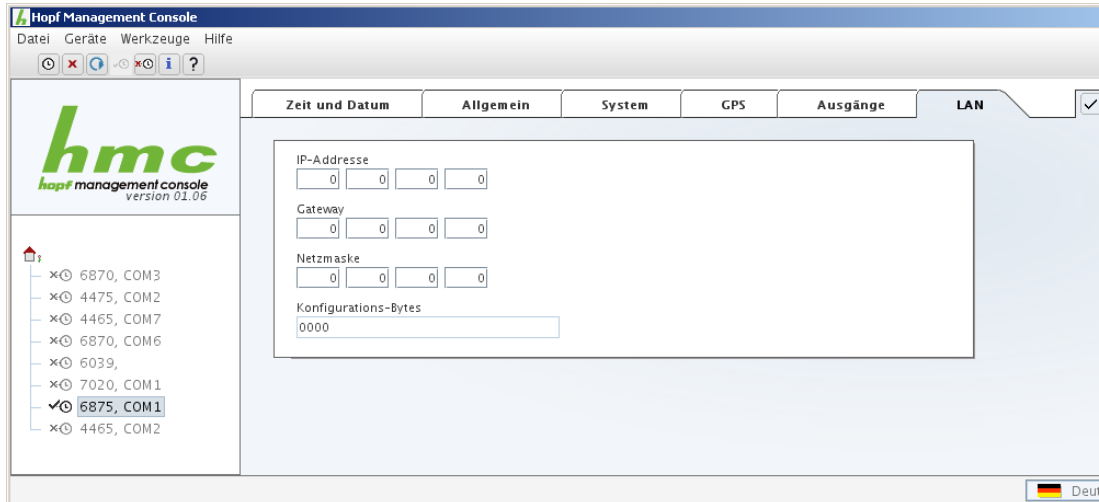 Hopf Management Console
Datei Geräte Werkzeuge Hilfe
hmc
hopf management console
version 01.06
Zeit und Datum Allgemein System GPS Ausgänge LAN
IP-Addresse
0 0 0 0
Gateway
0 0 0 0
Netzmaske
0 0 0 0
Konfigurations-Bytes
0000
6870, COM3
4475, COM2
4465, COM7
6870, COM6
6039,
7020, COM1
6875, COM1
4465, COM2
Deut